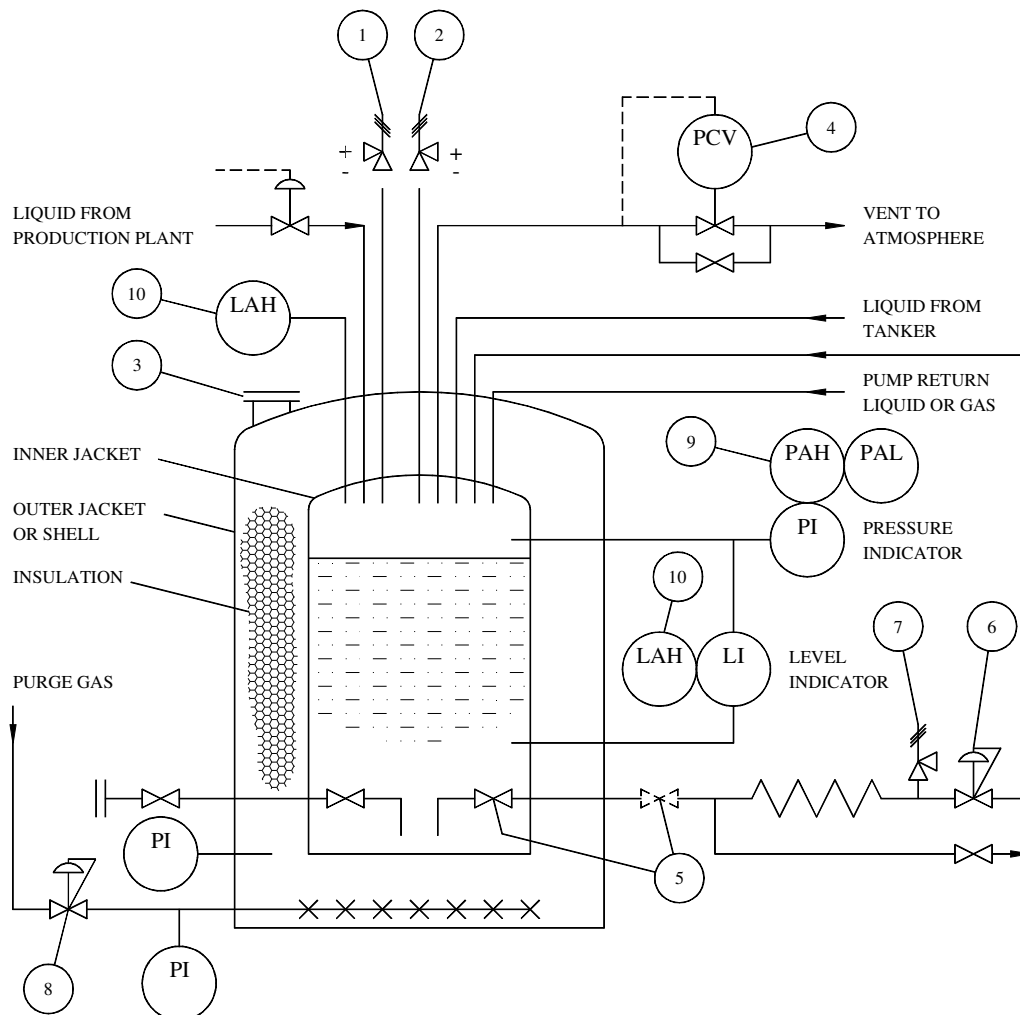 1
2
+
-
+
-
PCV
4
LIQUID FROM
PRODUCTION PLANT
VENT TO
ATMOSPHERE
10
LAH
LIQUID FROM
TANKER
3
PUMP RETURN
LIQUID OR GAS
9
PAH
PAL
INNER JACKET
OUTER JACKET
OR SHELL
PI
PRESSURE
INDICATOR
INSULATION
10
LAH
LI
LEVEL
INDICATOR
7
6
PURGE GAS
PI
5
PI
8